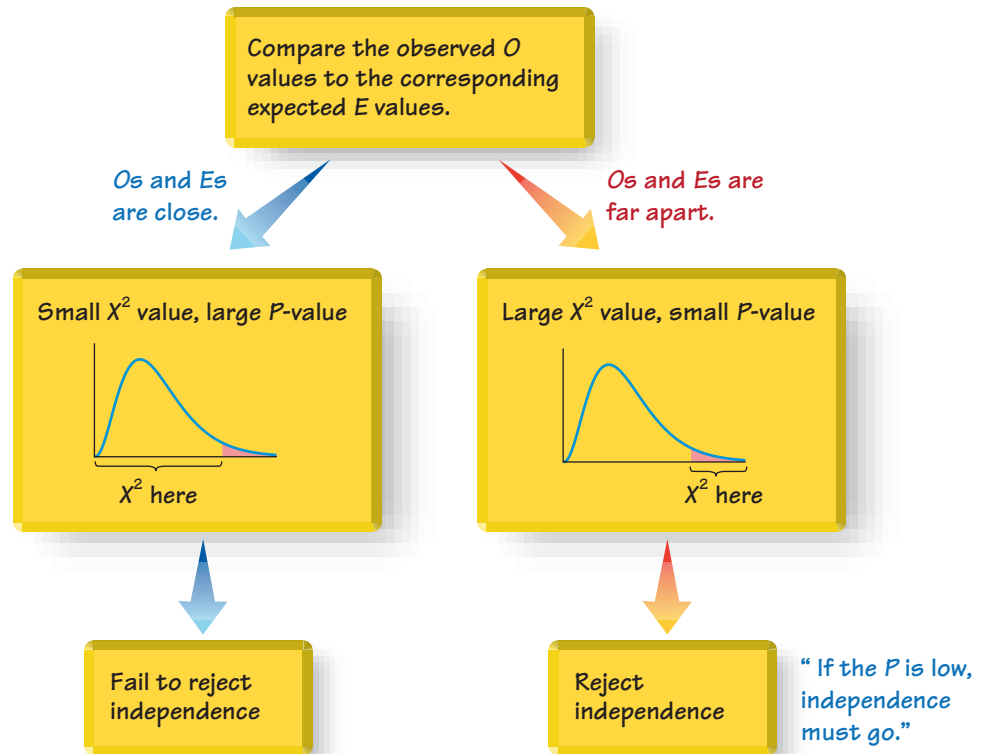 Compare the observed O
values to the corresponding
expected E values.
Os and Es
are close.
Os and Es are
far apart.
Small X² value, large P-value
X² here
Large X² value, small P-value
X² here
Fail to reject
independence
Reject
independence
“ If the P is low,
independence
must go.”